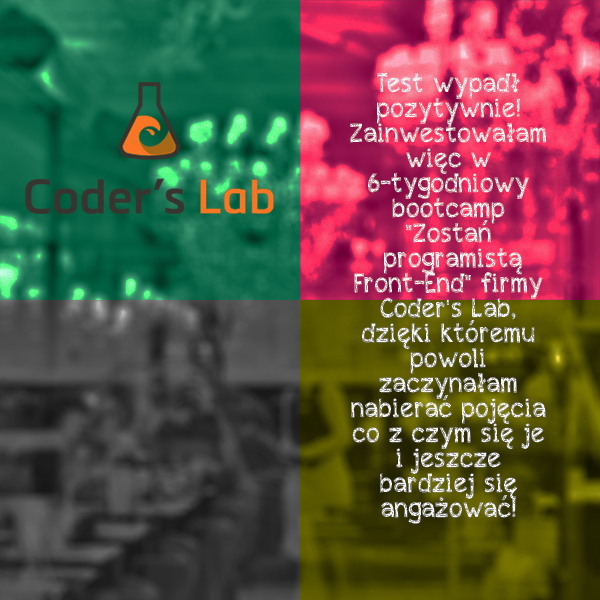 Coder's Lab
Test wypadł
pozytywnie!
Zainwestowałam
więc w
6-tygodniowy
bootcamp
"Zostań
programistą
Front-End" firmy
Coder's Lab,
dzięki któremu
powoli
zaczynałam
nabierać pojęcia
co z czym się je
i jeszcze
bardziej się
angażować!